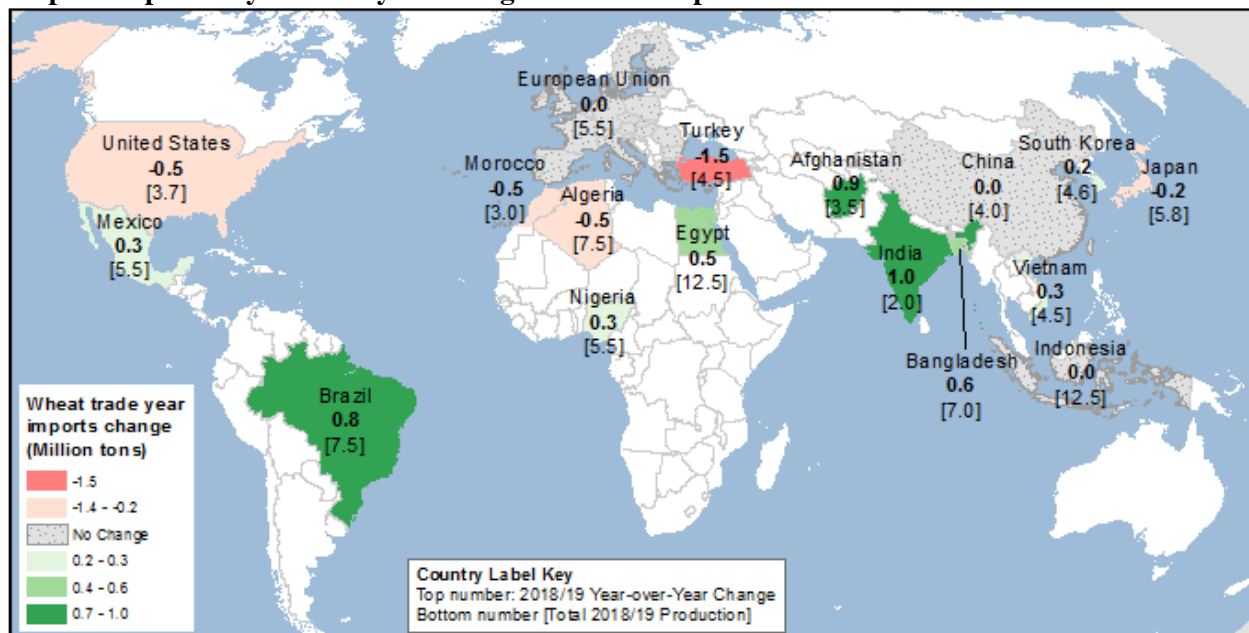 European Union
0.0
[5.5]
United States
-0.5
[3.7]
Mexico
0.3
[5.5]
Morocco
-0.5
[3.0]
Algeria
-0.5
[7.5]
Turkey
-1.5
[4.5]
Egypt
0.5
[12.5]
Nigeria
0.3
[5.5]
Afghanistan
0.9
[3.5]
China
0.0
[4.0]
South Korea
0.2
[4.6]
Japan
-0.2
[5.8]
India
1.0
[2.0]
Vietnam
0.3
[4.5]
Bangladesh
0.6
[7.0]
Indonesia
0.0
[12.5]
Brazil
0.8
[7.5]
Wheat trade year
imports change
(Million tons)
-1.5
-1.4 - -0.2
No Change
0.2 - 0.3
0.4 - 0.6
0.7 - 1.0
Country Label Key
Top number: 2018/19 Year-over-Year Change
Bottom number [Total 2018/19 Production]